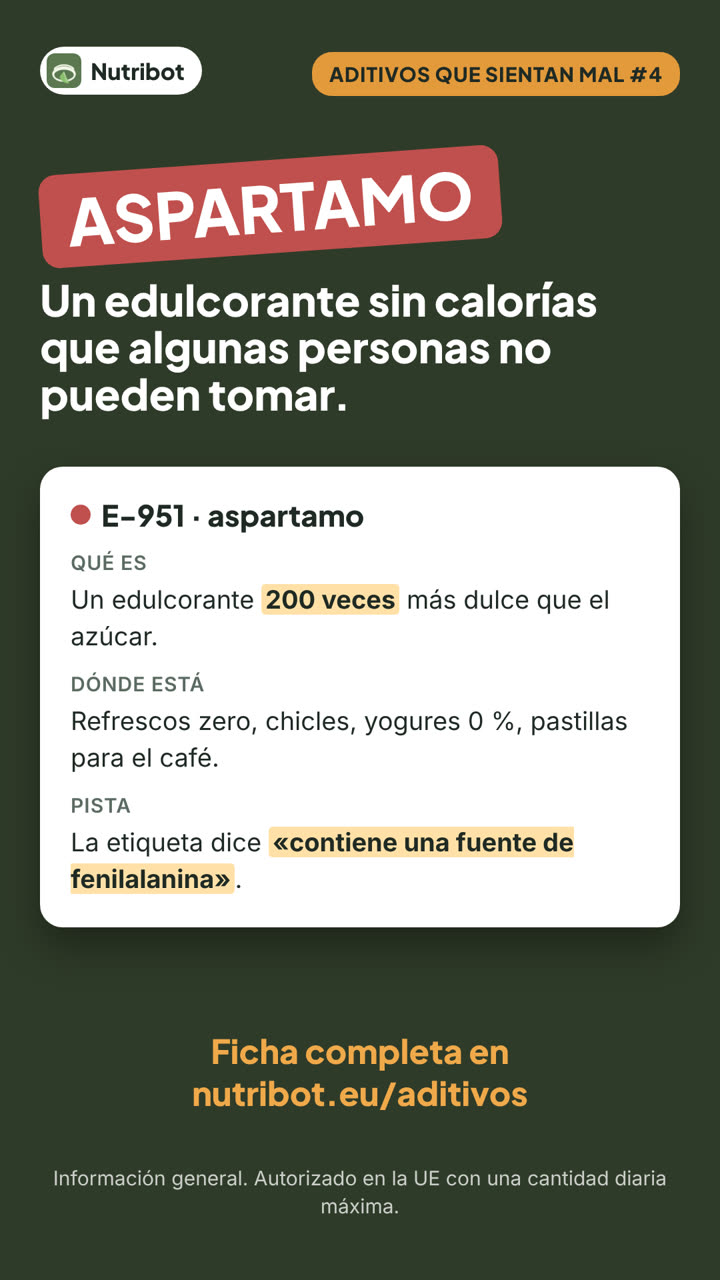 Nutribot
ADITIVOS QUE SIENTAN MAL #4
ASPARTAMO
Un edulcorante sin calorías
que algunas personas no
pueden tomar.
E-951 · aspartamo
QUÉ ES
Un edulcorante 200 veces más dulce que el
azúcar.
DÓNDE ESTÁ
Refrescos zero, chicles, yogures 0 %, pastillas
para el café.
PISTA
La etiqueta dice «contiene una fuente de
fenilalanina».
Ficha completa en
nutribot.eu/aditivos
Información general. Autorizado en la UE con una cantidad diaria
máxima.